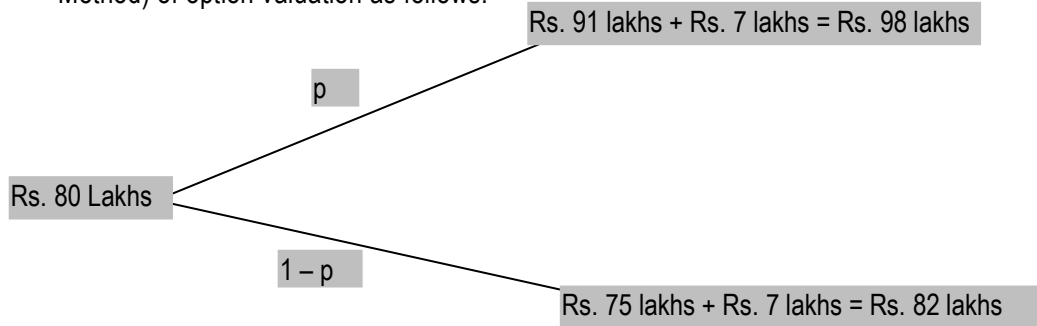 Method) of option valuation as follows:
Rs. 91 lakhs + Rs. 7 lakhs = Rs. 98 lakhs
p
Rs. 80 Lakhs
1 – p
Rs. 75 lakhs + Rs. 7 lakhs = Rs. 82 lakhs